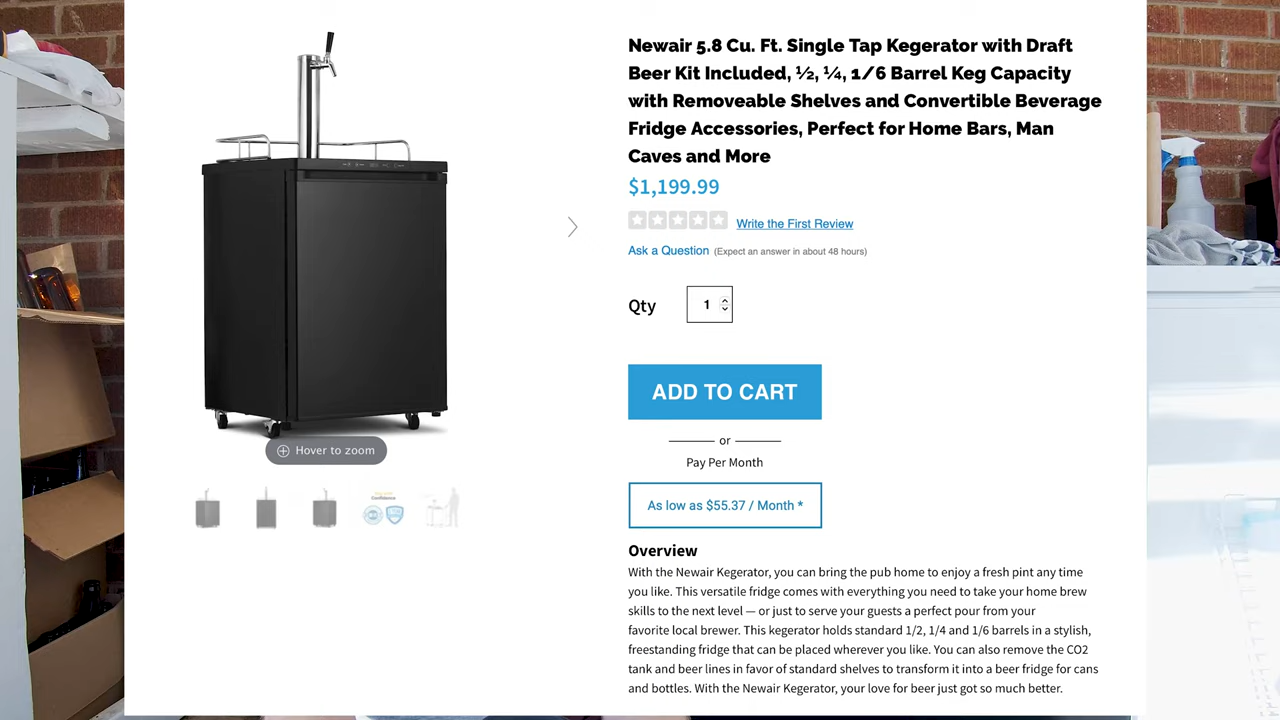 Newair 5.8 Cu. Ft. Single Tap Kegerator with Draft
Beer Kit Included, ½, ¼, 1/6 Barrel Keg Capacity
with Removeable Shelves and Convertible Beverage
Fridge Accessories, Perfect for Home Bars, Man
Caves and More
$1,199.99
Write the First Review
Ask a Question (Expect an answer in about 48 hours)
Qty
1
ADD TO CART
or
Pay Per Month
As low as $55.37 / Month *
Hover to zoom
Confidence
Overview
With the Newair Kegerator, you can bring the pub home to enjoy a fresh pint any time
you like. This versatile fridge comes with everything you need to take your home brew
skills to the next level — or just to serve your guests a perfect pour from your
favorite local brewer. This kegerator holds standard 1/2, 1/4 and 1/6 barrels in a stylish,
freestanding fridge that can be placed wherever you like. You can also remove the CO2
tank and beer lines in favor of standard shelves to transform it into a beer fridge for cans
and bottles. With the Newair Kegerator, your love for beer just got so much better.